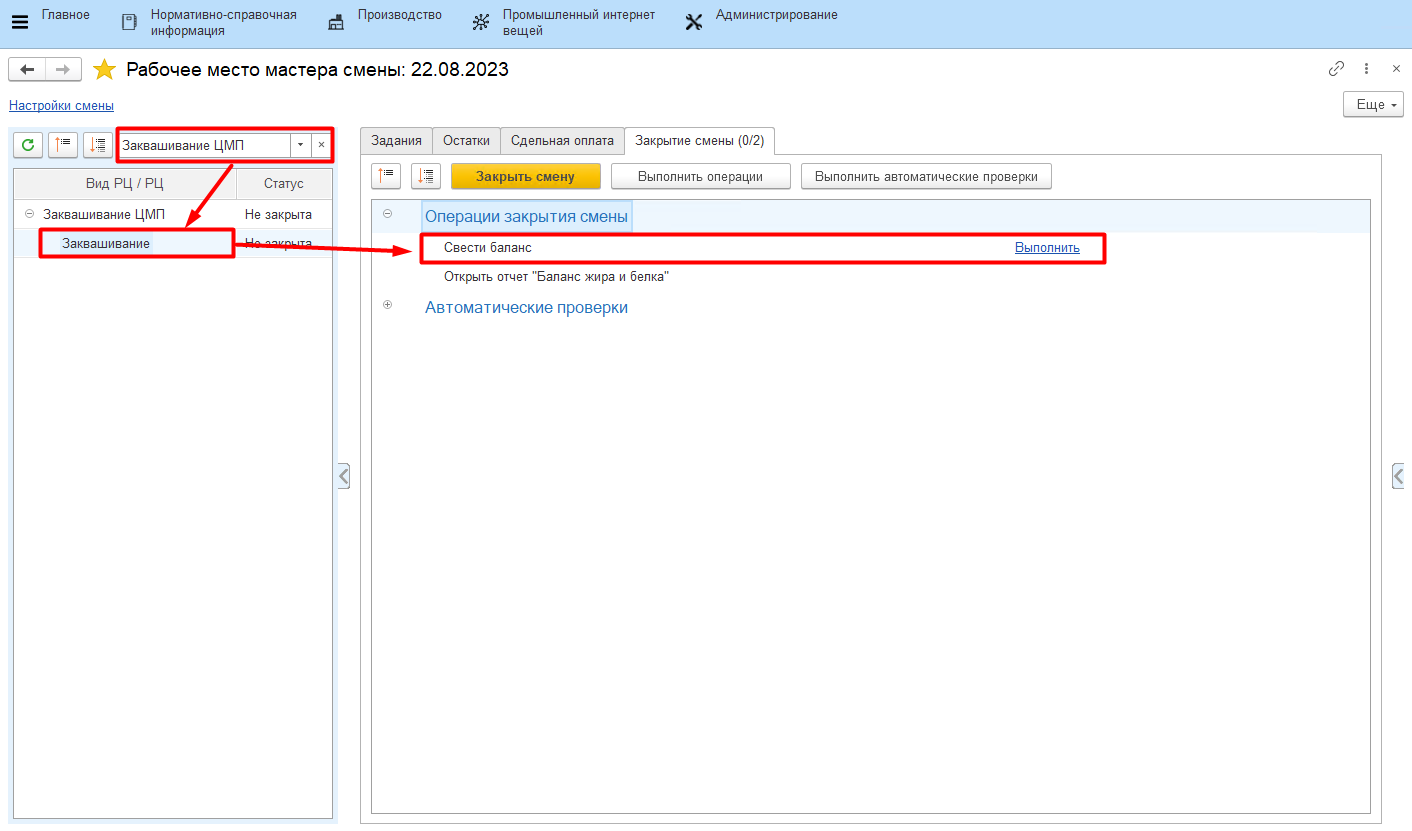 Главное
Нормативно-справочная
информация
Производство
Промышленный интернет
вещей
Администрирование
Рабочее место мастера смены: 22.08.2023
Настройки смены
Еще
Заквашивание ЦМП
Вид РЦ / РЦ Статус
Заквашивание ЦМП Не закрыта
Заквашивание Не закрыта
Задания Остатки Сдельная оплата Закрытие смены (0/2)
Закрыть смену Выполнить операции Выполнить автоматические проверки
Операции закрытия смены
Свести баланс Выполнить
Открыть отчет "Баланс жира и белка"
Автоматические проверки